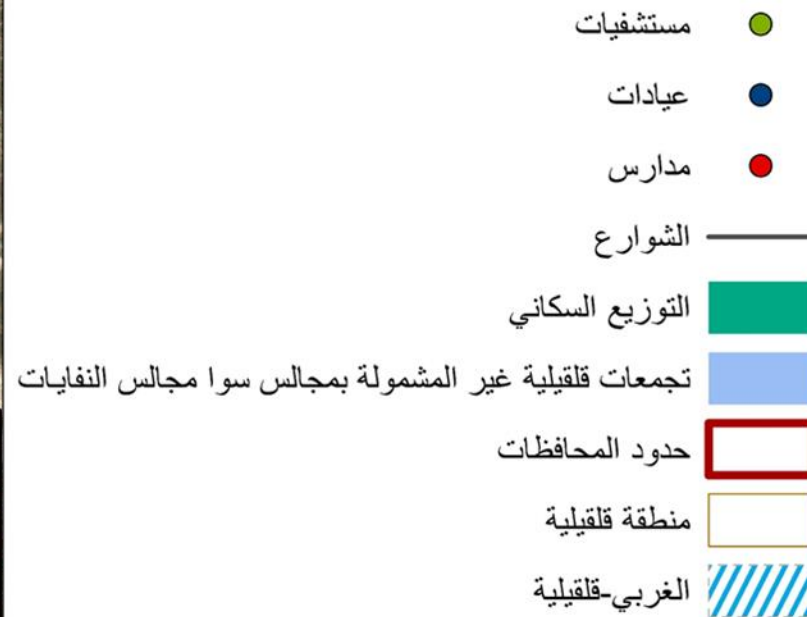 مستشفيات
عيادات
مدارس
الشوارع
التوزيع السكاني
تجمعات قلقيلية غير المشمولة بمجالس سوا مجالس النفايات
حدود المحافظات
منطقة قلقيلية
الغربي-قلقيلية